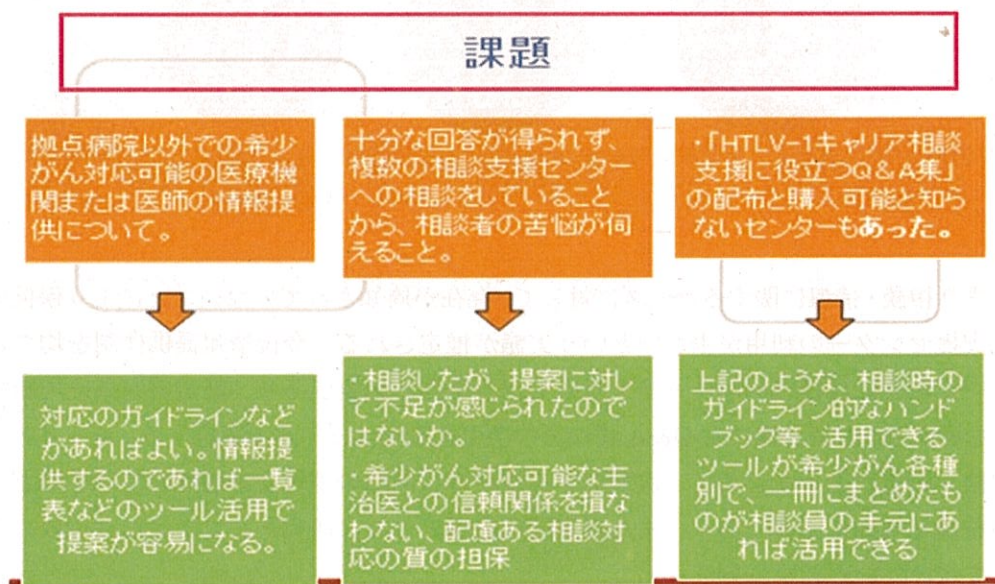 課題
拠点病院以外での希少
がん対応可能の医療機
関または医師の情報提
供について。
十分な回答が得られず、
複数の相談支援センター
への相談をしていること
から、相談者の苦悩が伺
えること。
・「HTLV-1キャリア相談
支援に役立つQ&A集」
の配布と購入可能と知ら
ないセンターもあった。
対応のガイドラインなど
があればよい。情報提
供するのであれば一覧
表などのツール活用で
提案が容易になる。
・相談したが、提案に対し
て不足が感じられたので
はないか。
・希少がん対応可能な主
治医との信頼関係を損な
わない、配慮ある相談対
応の質の担保
上記のような、相談時の
ガイドライン的なハンド
ブック等、活用できる
ツールが希少がん各種
別で、一冊にまとめたも
のが相談員の手元にあ
れば活用できる